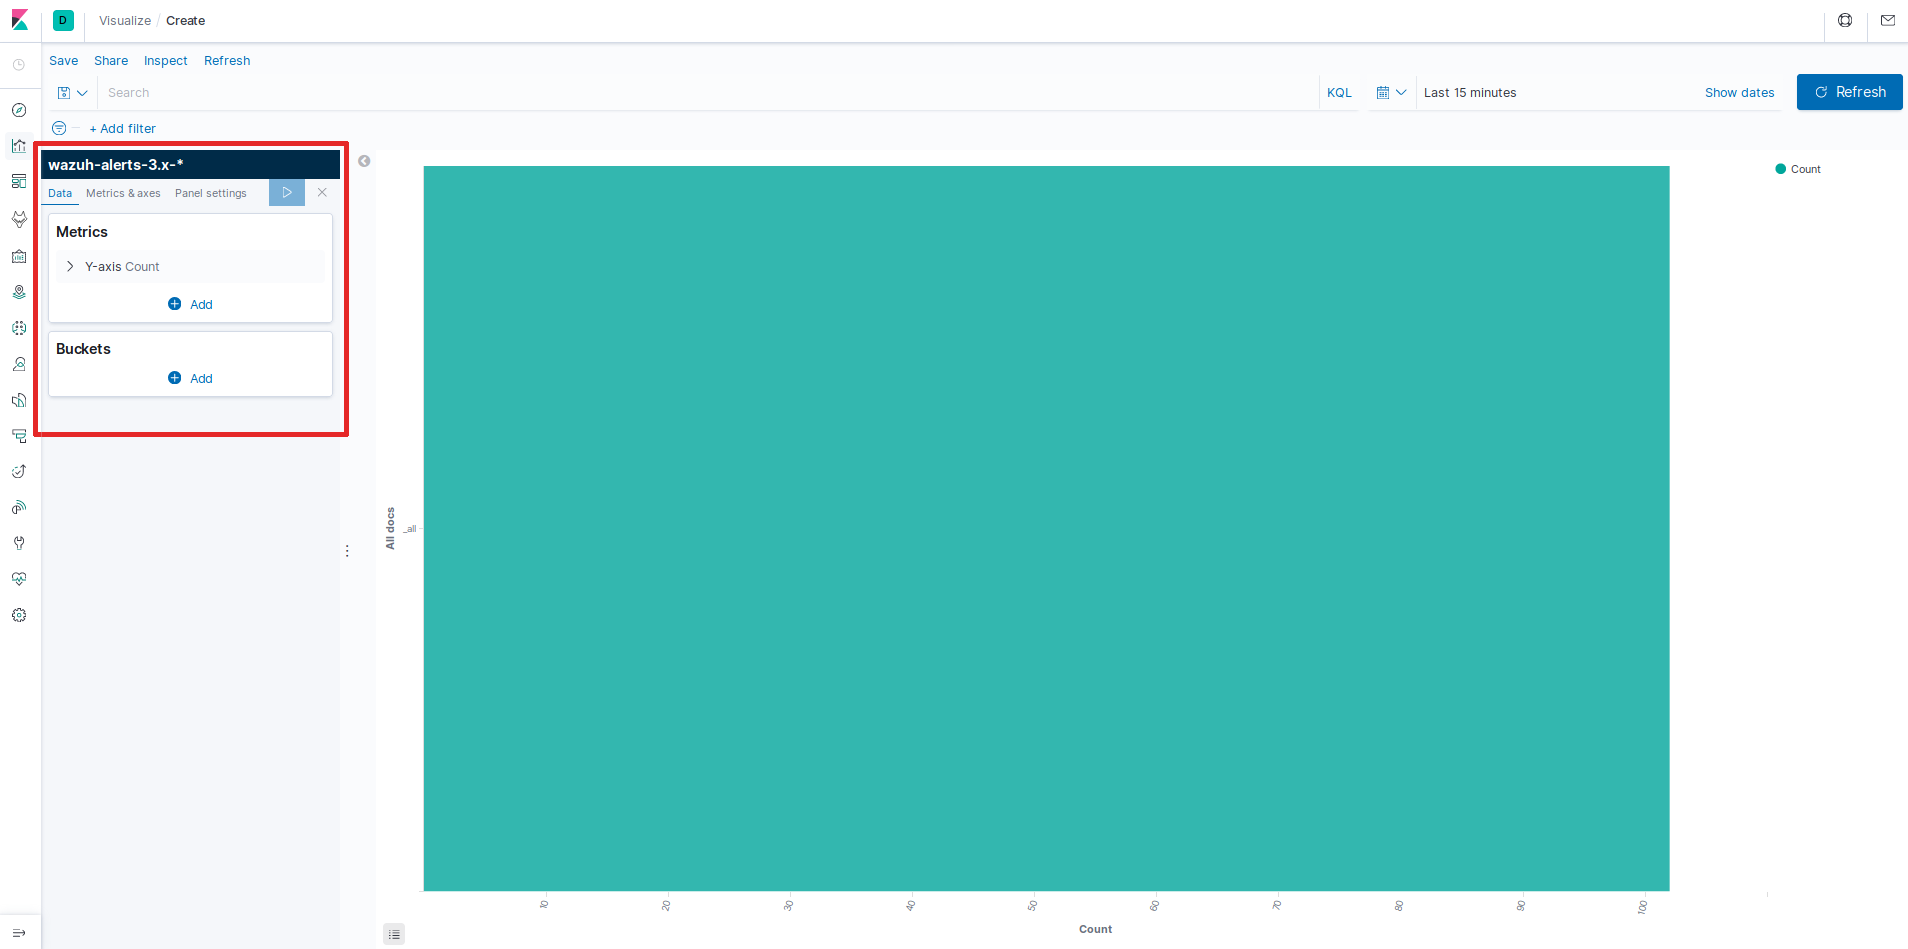 D
Visualize / Create
Save Share Inspect Refresh
Search KQL Last 15 minutes Show dates Refresh
+ Add filter
wazuh-alerts-3.x-*
Data Metrics & axes Panel settings
Metrics
Y-axis Count
Add
Buckets
Add
Count
All docs
_all
10 20 30 40 50 60 70 80 90 100
Count